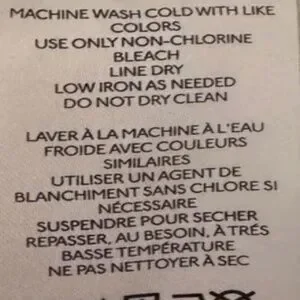 MACHINE WASH COLD WITH LIKE
COLORS
USE ONLY NON-CHLORINE
BLEACH
LINE DRY
LOW IRON AS NEEDED
DO NOT DRY CLEAN
LAVER À LA MACHINE À L'EAU
FROIDE AVEC COULEURS
SIMILAIRES
UTILISER UN AGENT DE
BLANCHIMENT SANS CHLORE SI
NÉCESSAIRE
SUSPENDRE POUR SECHER
REPASSER, AU BESOIN, À TRÉS
BASSE TEMPÉRATURE
NE PAS NETTOYER À SEC